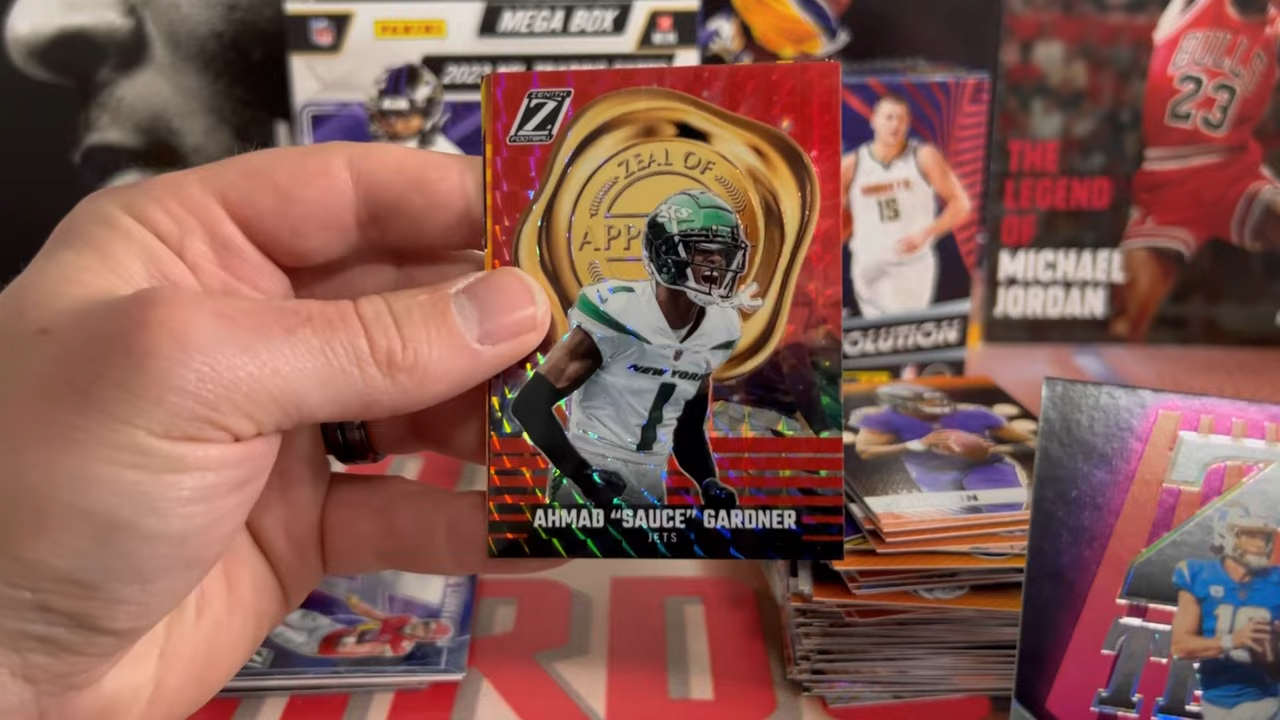 NFL
PANINI
MEGA BOX
ZENITH
Z
FOOTBALL
ZEAL OF
APP
NEW YORK
1
AHMAD “SAUCE” GARDNER
JETS
15
OLUTION
BULLS
23
THE
LEGEND
OF
MICHAEL
JORDAN
RD